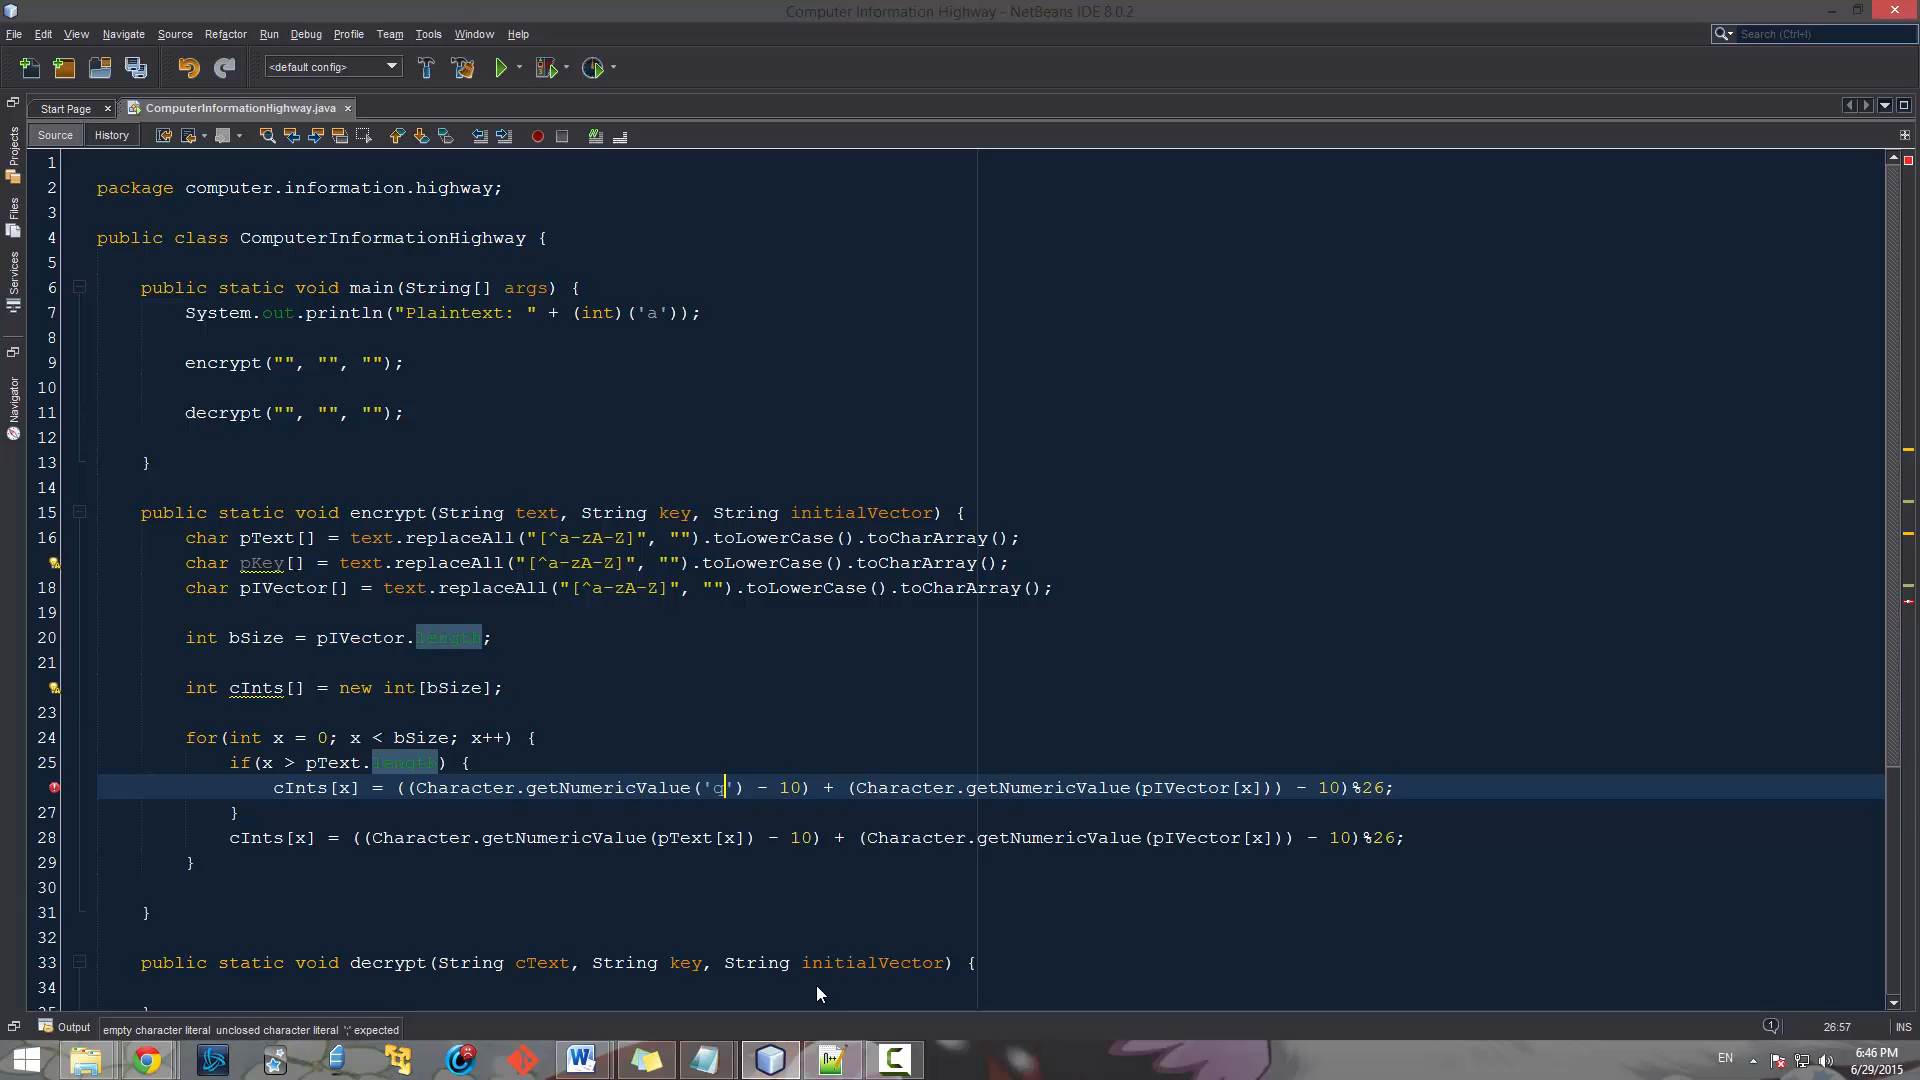 Computer Information Highway - NetBeans IDE 8.0.2
File Edit View Navigate Source Refactor Run Debug Profile Team Tools Window Help
Search (Ctrl+I)
<default config>
Start Page
ComputerInformationHighway.java
Source History
Projects
Files
Services
Navigator
1
2 package computer.information.highway;
3
4 public class ComputerInformationHighway {
5
6 public static void main(String[] args) {
7 System.out.println("Plaintext: " + (int)('a'));
8
9 encrypt("", "", "");
10
11 decrypt("", "", "");
12
13 }
14
15 public static void encrypt(String text, String key, String initialVector) {
16 char pText[] = text.replaceAll("[^a-zA-Z]", "").toLowerCase().toCharArray();
char pKey[] = text.replaceAll("[^a-zA-Z]", "").toLowerCase().toCharArray();
18 char pIVector[] = text.replaceAll("[^a-zA-Z]", "").toLowerCase().toCharArray();
19
20 int bSize = pIVector.length;
21
int cInts[] = new int[bSize];
23
24 for(int x = 0; x < bSize; x++) {
25 if(x > pText.length) {
cInts[x] = ((Character.getNumericValue('q') - 10) + (Character.getNumericValue(pIVector[x])) - 10)%26;
27 }
28 cInts[x] = ((Character.getNumericValue(pText[x]) - 10) + (Character.getNumericValue(pIVector[x])) - 10)%26;
29 }
30
31 }
32
33 public static void decrypt(String cText, String key, String initialVector) {
34
Output
empty character literal unclosed character literal ';' expected
1
26:57
INS
EN
6:46 PM
6/29/2015